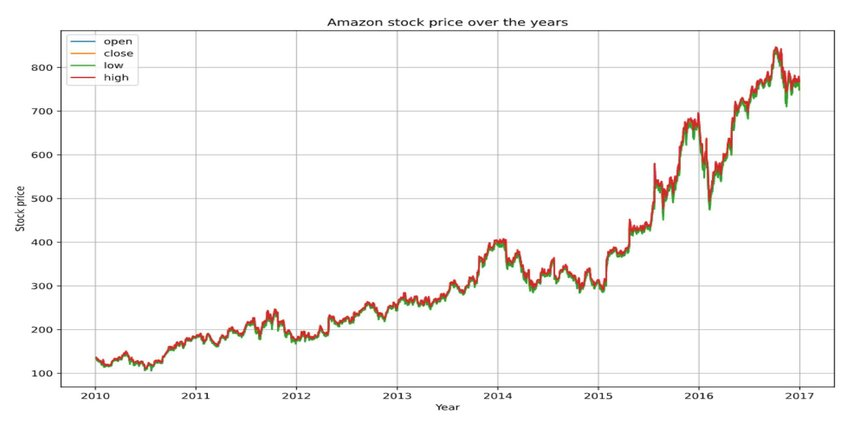 Amazon stock price over the years
open
close
low
high
800
700
600
500
400
300
200
100
Stock price
2010 2011 2012 2013 2014 2015 2016 2017
Year